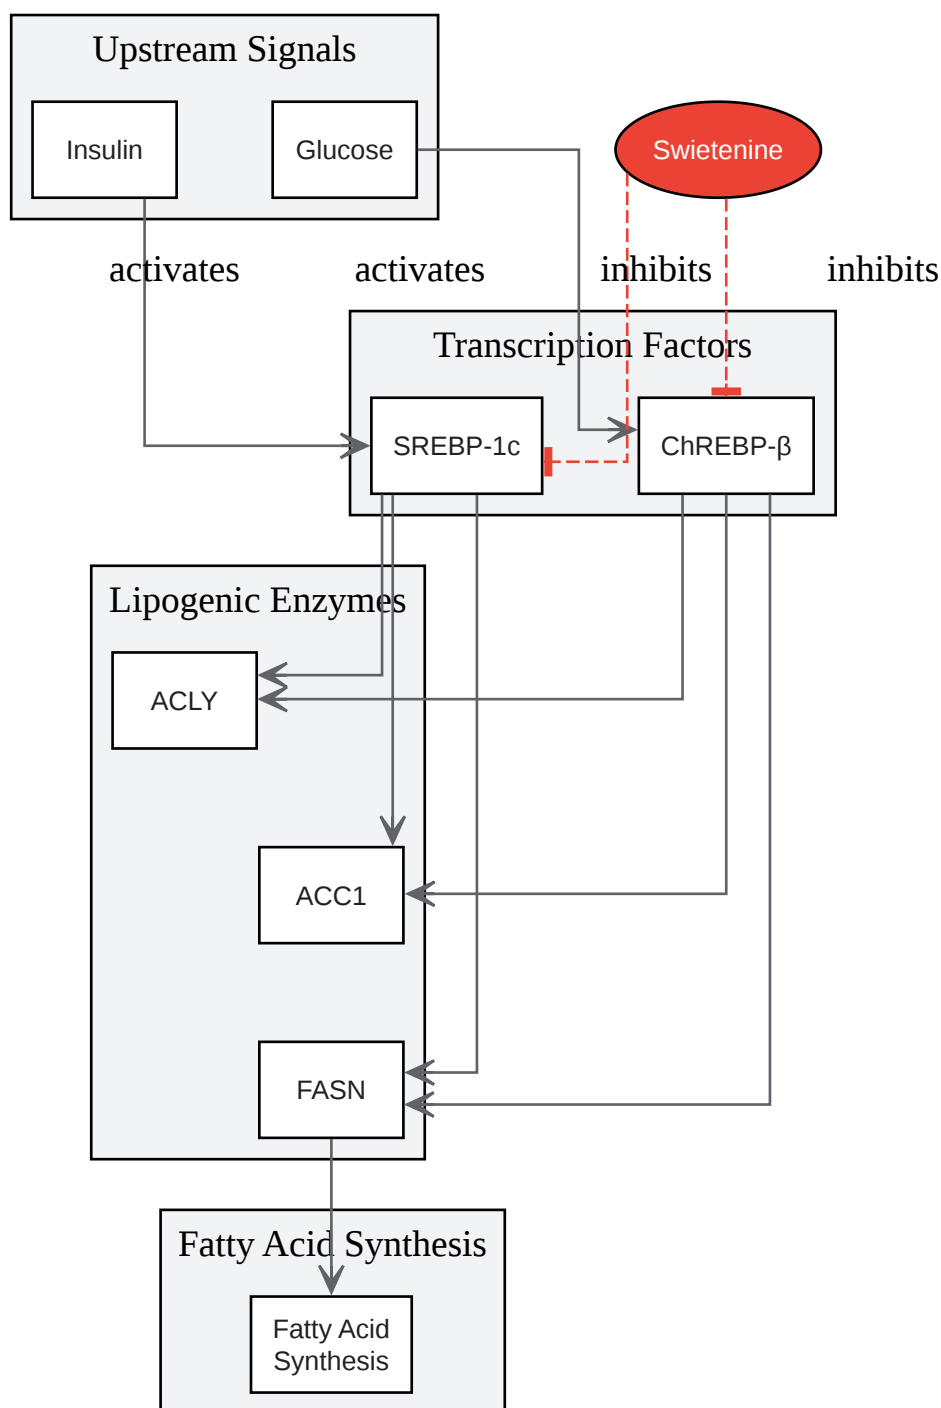 Upstream Signals
Insulin
Glucose
Swietenine
activates
activates
inhibits
inhibits
Transcription Factors
SREBP-1c
ChREBP-β
Lipogenic Enzymes
ACLY
ACC1
FASN
Fatty Acid Synthesis
Fatty Acid
Synthesis